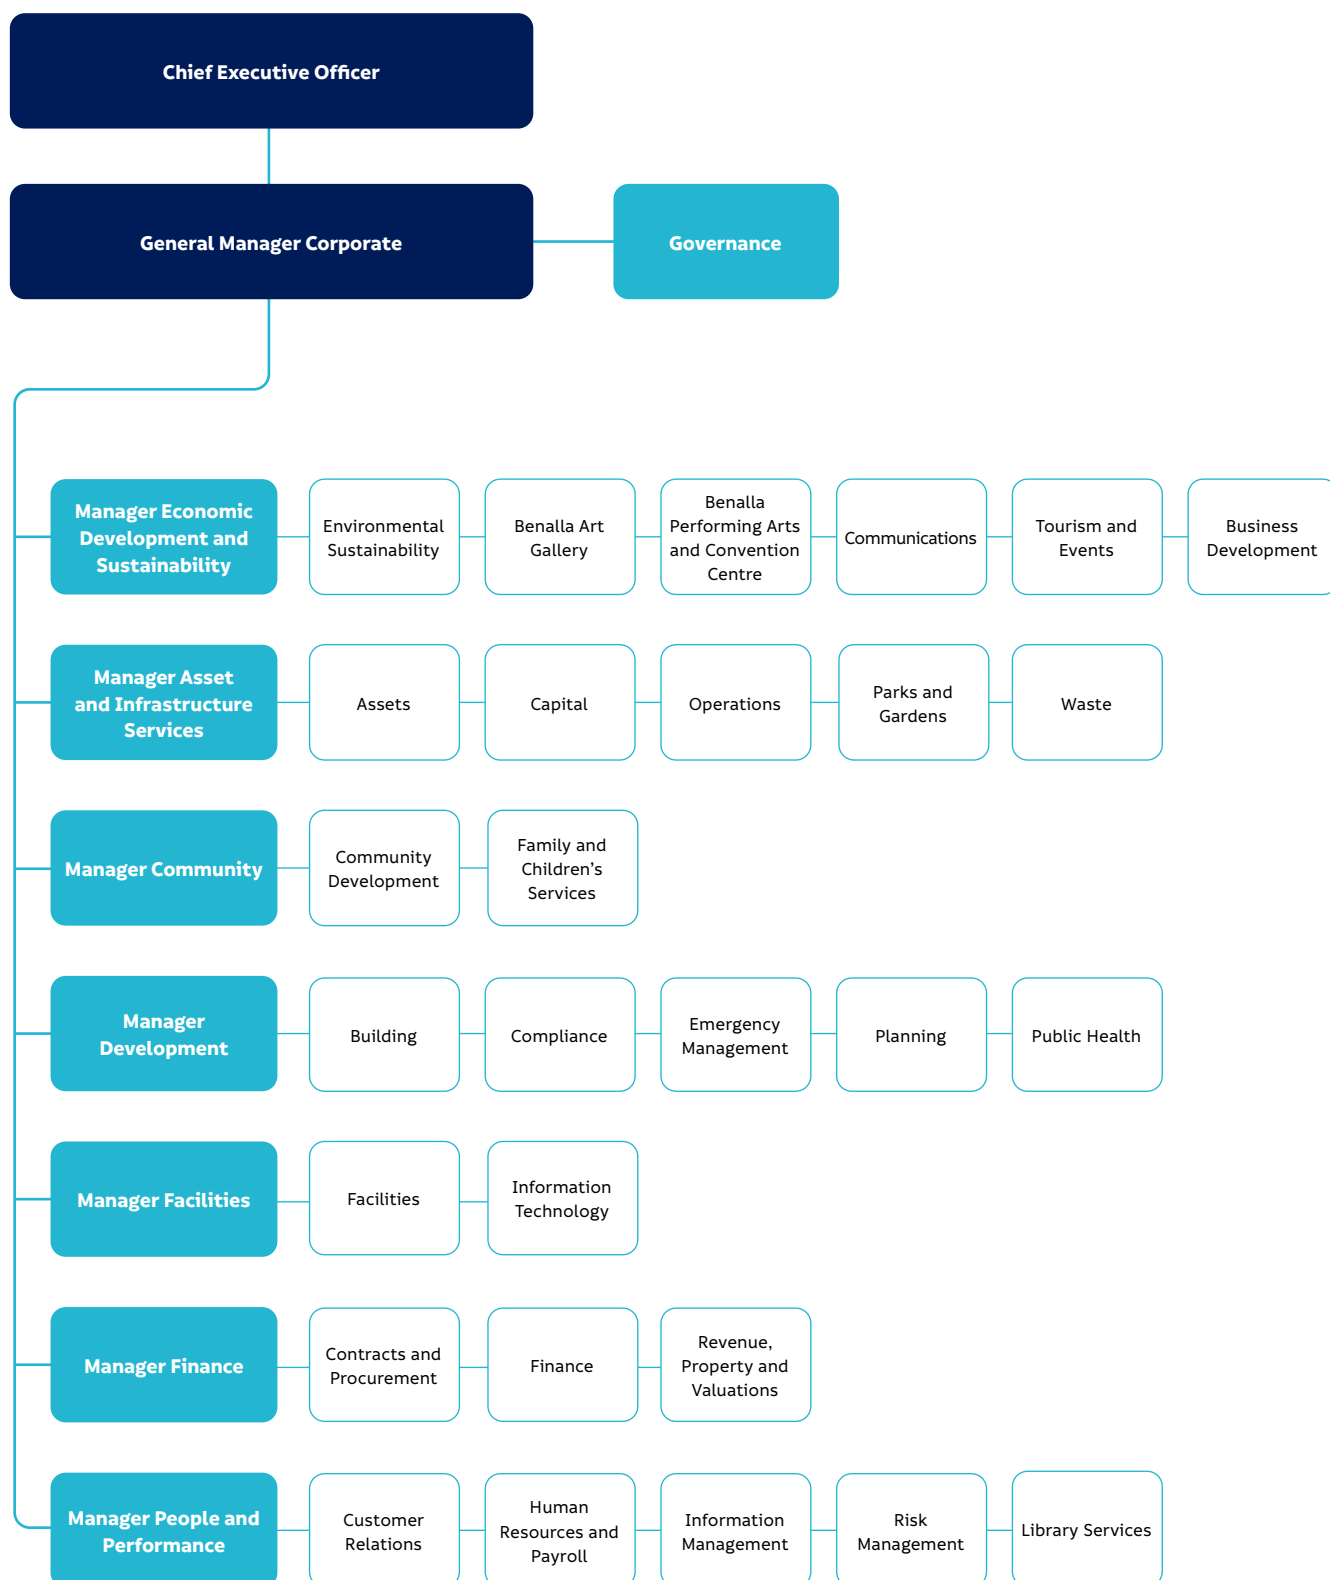 Chief Executive Officer
General Manager Corporate
Governance
Manager Economic
Development and
Sustainability
Environmental
Sustainability
Benalla Art
Gallery
Benalla
Performing Arts
and Convention
Centre
Communications
Tourism and
Events
Business
Development
Manager Asset
and Infrastructure
Services
Assets
Capital
Operations
Parks and
Gardens
Waste
Manager Community
Community
Development
Family and
Children’s
Services
Manager
Development
Building
Compliance
Emergency
Management
Planning
Public Health
Manager Facilities
Facilities
Information
Technology
Manager Finance
Contracts and
Procurement
Finance
Revenue,
Property and
Valuations
Manager People and
Performance
Customer
Relations
Human
Resources and
Payroll
Information
Management
Risk
Management
Library Services